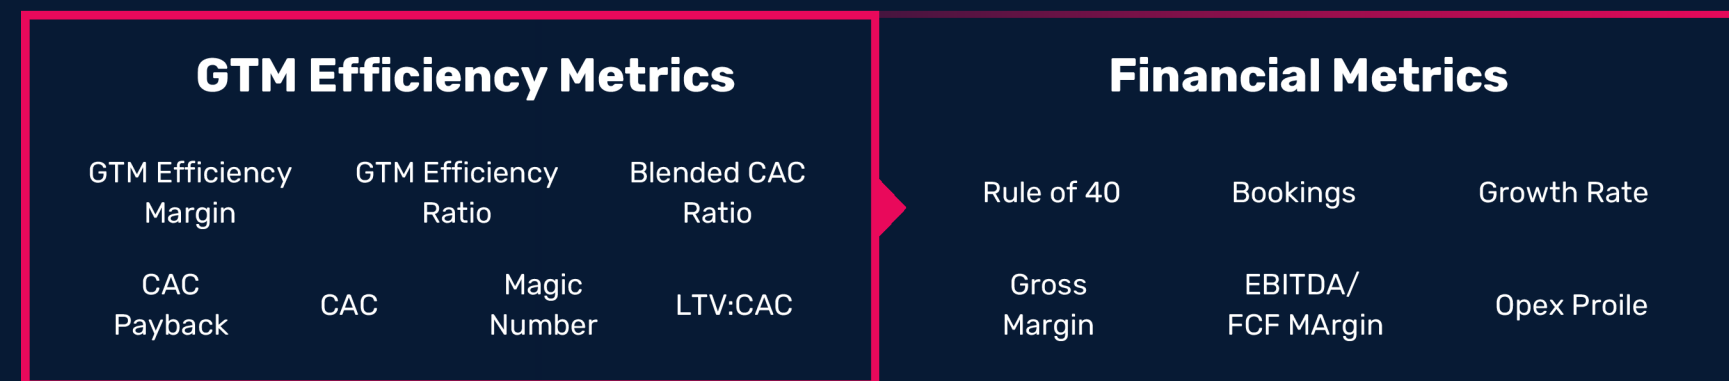 GTM Efficiency Metrics
GTM Efficiency
Margin
GTM Efficiency
Ratio
Blended CAC
Ratio
CAC
Payback
CAC
Magic
Number
LTV:CAC
Financial Metrics
Rule of 40
Bookings
Growth Rate
Gross
Margin
EBITDA/
FCF MArgin
Opex Proile